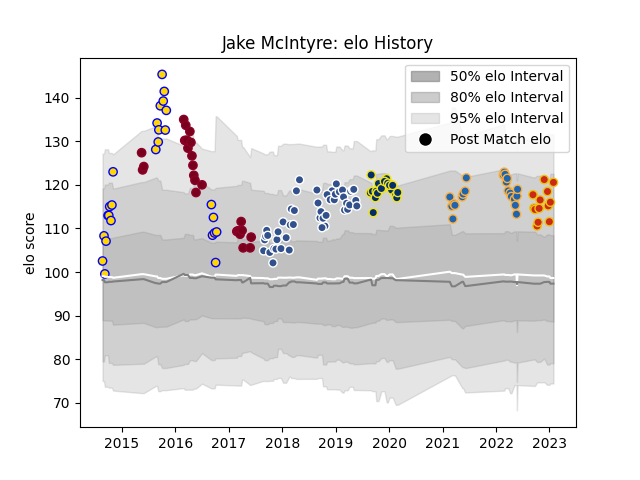 Jake McIntyre: elo History
50% elo Interval
80% elo Interval
95% elo Interval
Post Match elo
elo score
140
130
120
110
100
90
80
70
2015 2016 2017 2018 2019 2020 2021 2022 2023